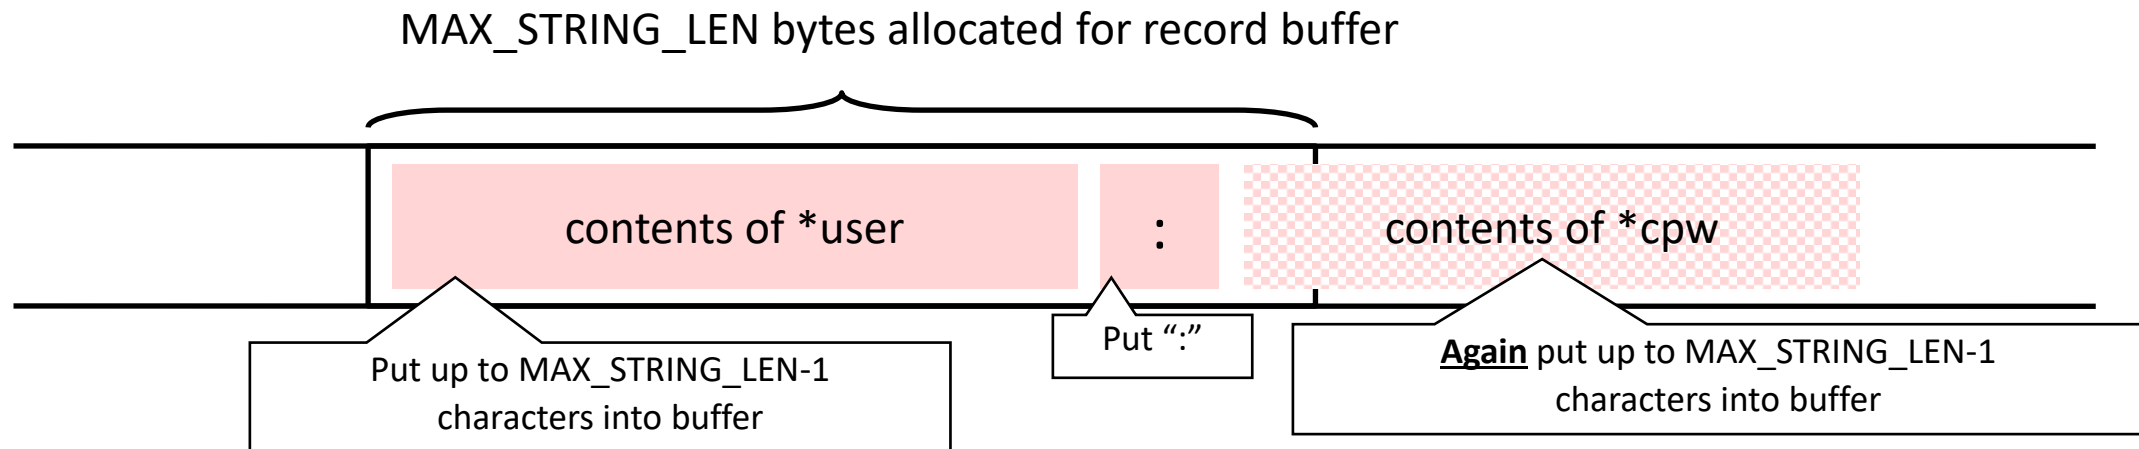 MAX_STRING_LEN bytes allocated for record buffer
contents of *user
:
contents of *cpw
Put up to MAX_STRING_LEN-1
characters into buffer
Put “:”
Again put up to MAX_STRING_LEN-1
characters into buffer